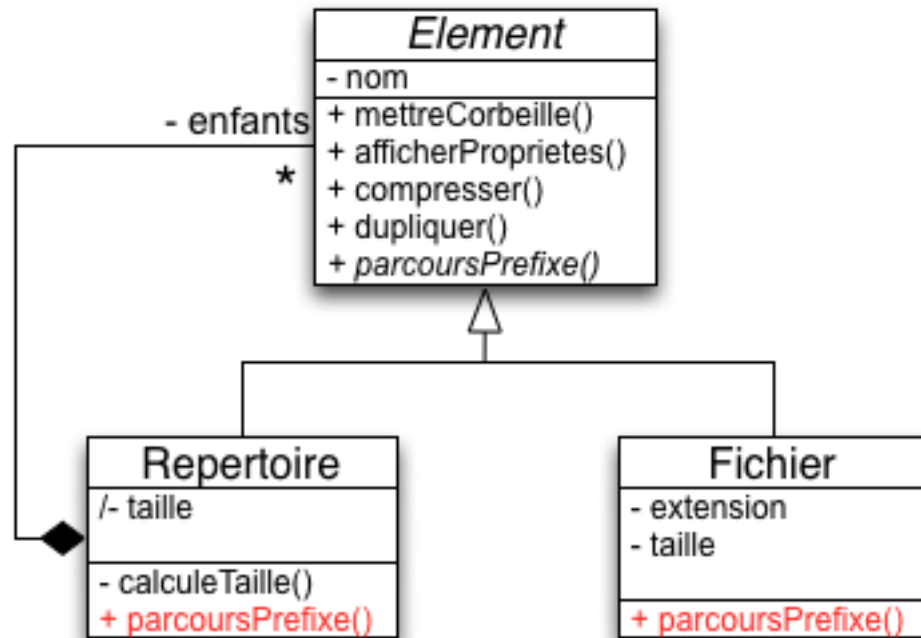 Element
- nom
+ mettreCorbeille()
+ afficherProprietes()
+ compresser()
+ dupliquer()
+ parcoursPrefixe()
- enfants
*
Repertoire
/- taille
- calculeTaille()
+ parcoursPrefixe()
Fichier
- extension
- taille
+ parcoursPrefixe()